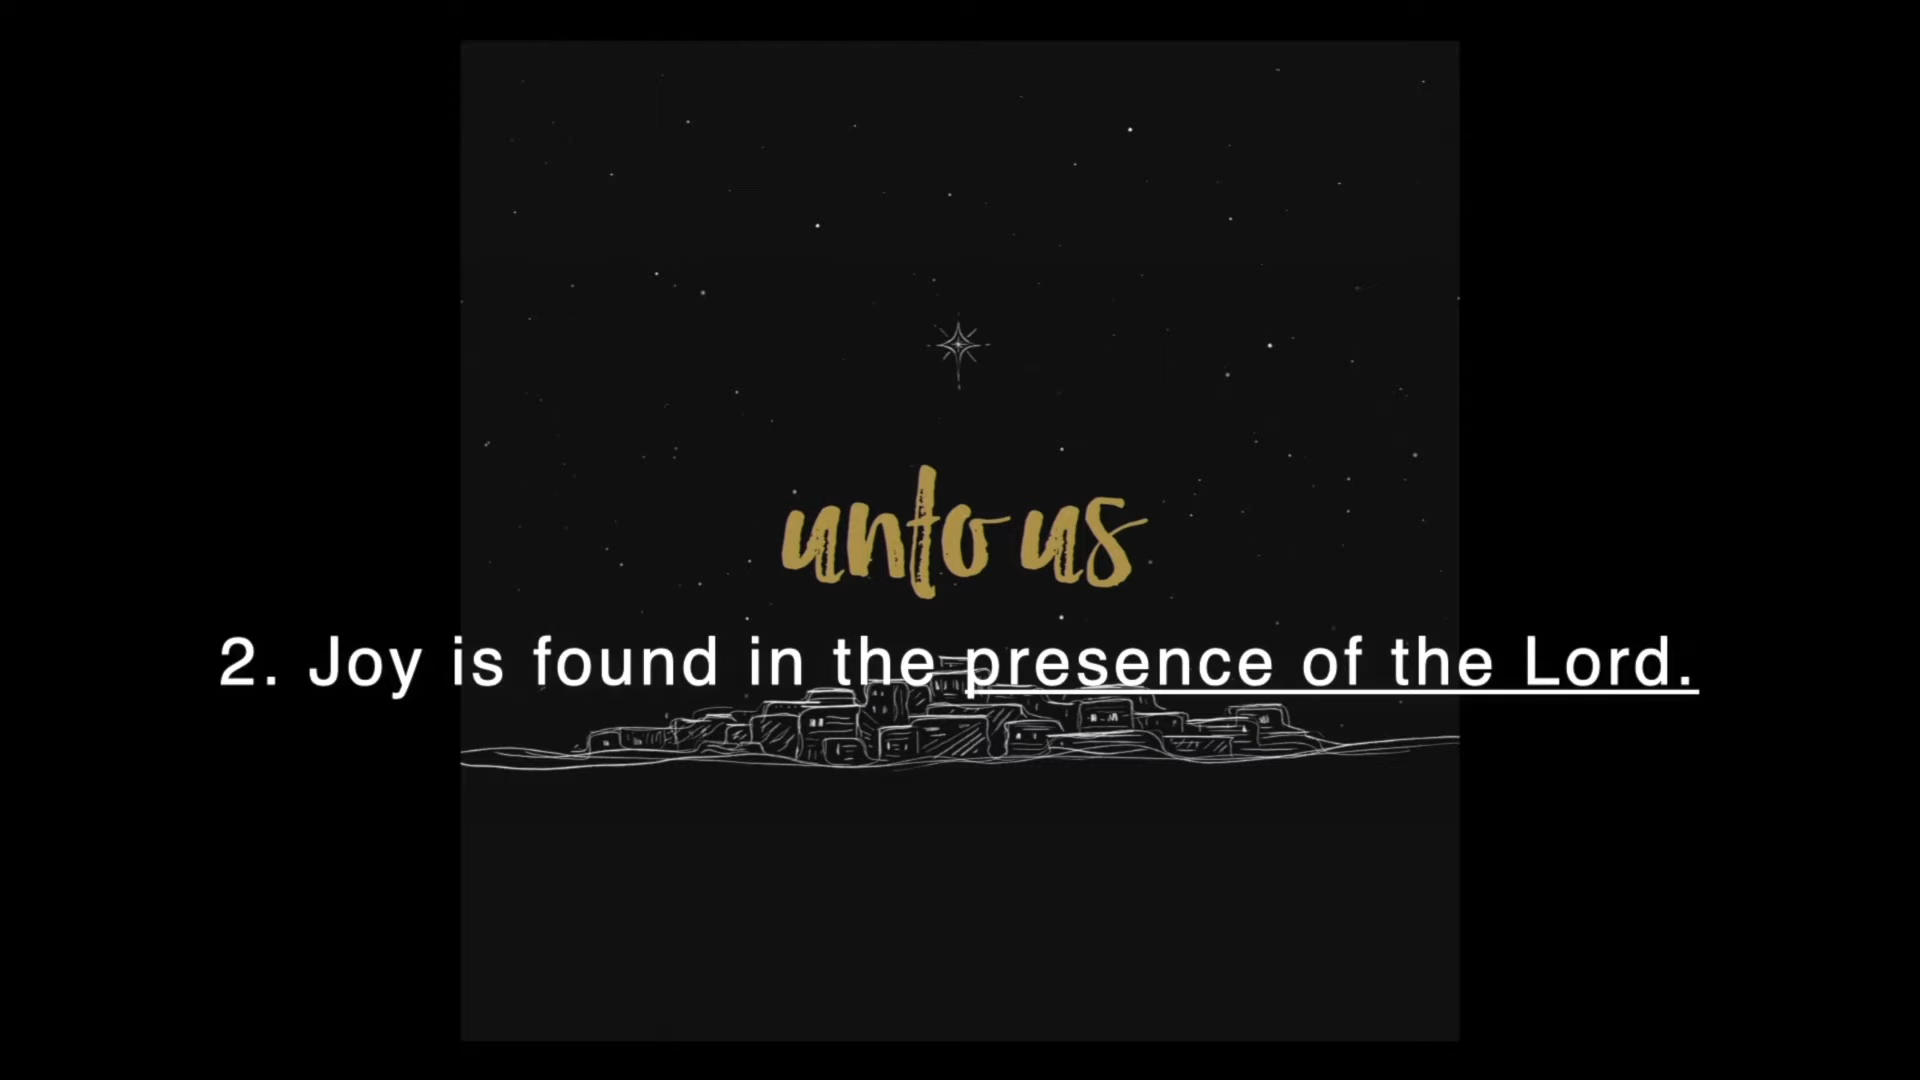 unto us
2. Joy is found in the presence of the Lord.